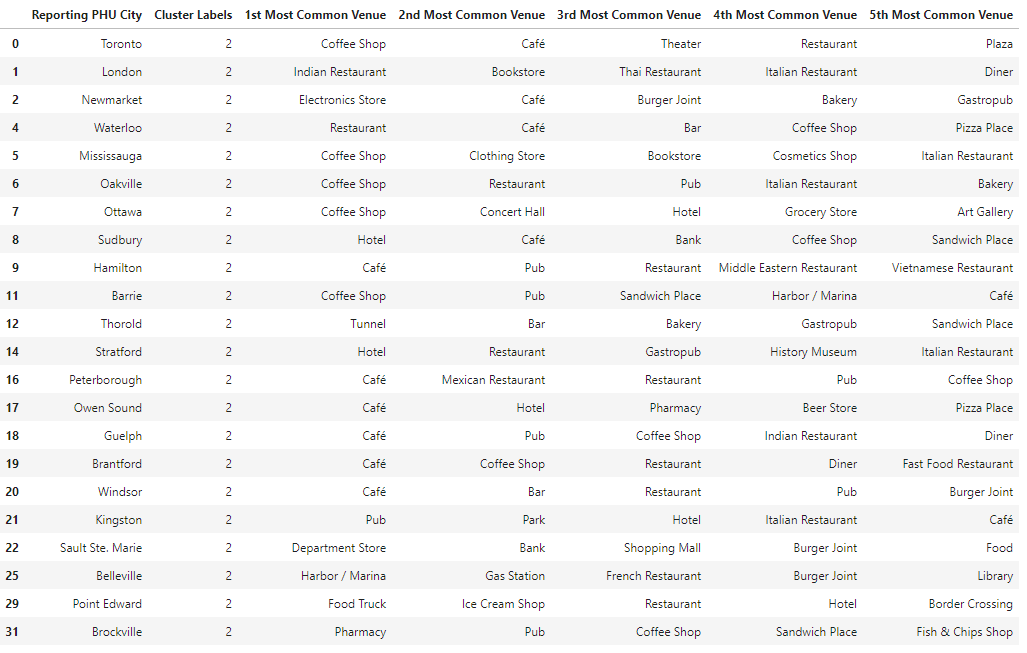 Reporting PHU City Cluster Labels 1st Most Common Venue 2nd Most Common Venue 3rd Most Common Venue 4th Most Common Venue 5th Most Common Venue
0 Toronto 2 Coffee Shop Café Theater Restaurant Plaza
1 London 2 Indian Restaurant Bookstore Thai Restaurant Italian Restaurant Diner
2 Newmarket 2 Electronics Store Café Burger Joint Bakery Gastropub
4 Waterloo 2 Restaurant Café Bar Coffee Shop Pizza Place
5 Mississauga 2 Coffee Shop Clothing Store Bookstore Cosmetics Shop Italian Restaurant
6 Oakville 2 Coffee Shop Restaurant Pub Italian Restaurant Bakery
7 Ottawa 2 Coffee Shop Concert Hall Hotel Grocery Store Art Gallery
8 Sudbury 2 Hotel Café Bank Coffee Shop Sandwich Place
9 Hamilton 2 Café Pub Restaurant Middle Eastern Restaurant Vietnamese Restaurant
11 Barrie 2 Coffee Shop Pub Sandwich Place Harbor / Marina Café
12 Thorold 2 Tunnel Bar Bakery Gastropub Sandwich Place
14 Stratford 2 Hotel Restaurant Gastropub History Museum Italian Restaurant
16 Peterborough 2 Café Mexican Restaurant Restaurant Pub Coffee Shop
17 Owen Sound 2 Café Hotel Pharmacy Beer Store Pizza Place
18 Guelph 2 Café Pub Coffee Shop Indian Restaurant Diner
19 Brantford 2 Café Coffee Shop Restaurant Diner Fast Food Restaurant
20 Windsor 2 Café Bar Restaurant Pub Burger Joint
21 Kingston 2 Pub Park Hotel Italian Restaurant Café
22 Sault Ste. Marie 2 Department Store Bank Shopping Mall Burger Joint Food
25 Belleville 2 Harbor / Marina Gas Station French Restaurant Burger Joint Library
29 Point Edward 2 Food Truck Ice Cream Shop Restaurant Hotel Border Crossing
31 Brockville 2 Pharmacy Pub Coffee Shop Sandwich Place Fish & Chips Shop